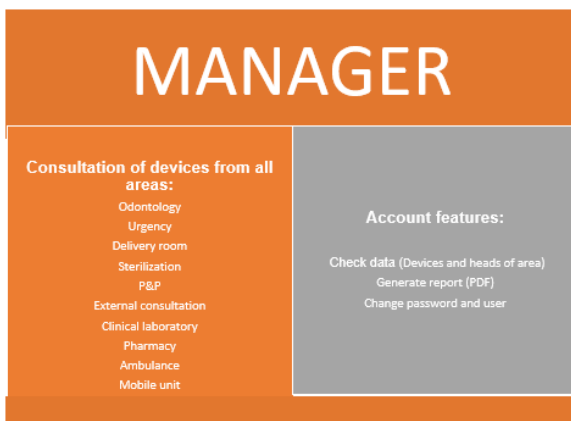 MANAGER
Consultation of devices from all
areas:
Odontology
Urgency
Delivery room
Sterilization
P&P
External consultation
Clinical laboratory
Pharmacy
Ambulance
Mobile unit
Account features:
Check data (Devices and heads of area)
Generate report (PDF)
Change password and user